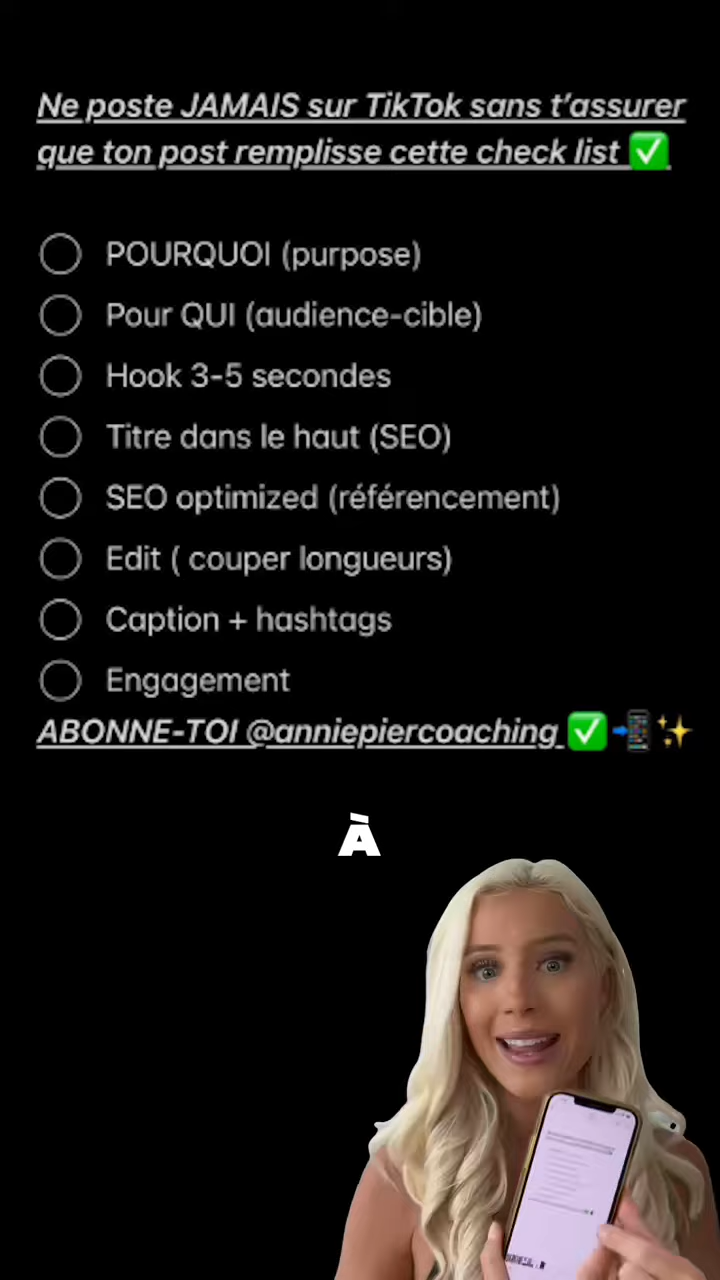 Ne poste JAMAIS sur TikTok sans t’assurer
que ton post remplisse cette check list ✅
POURQUOI (purpose)
Pour QUI (audience-cible)
Hook 3-5 secondes
Titre dans le haut (SEO)
SEO optimized (référencement)
Edit ( couper longueurs)
Caption + hashtags
Engagement
ABONNE-TOI @anniepiercoaching ✅📲✨
À